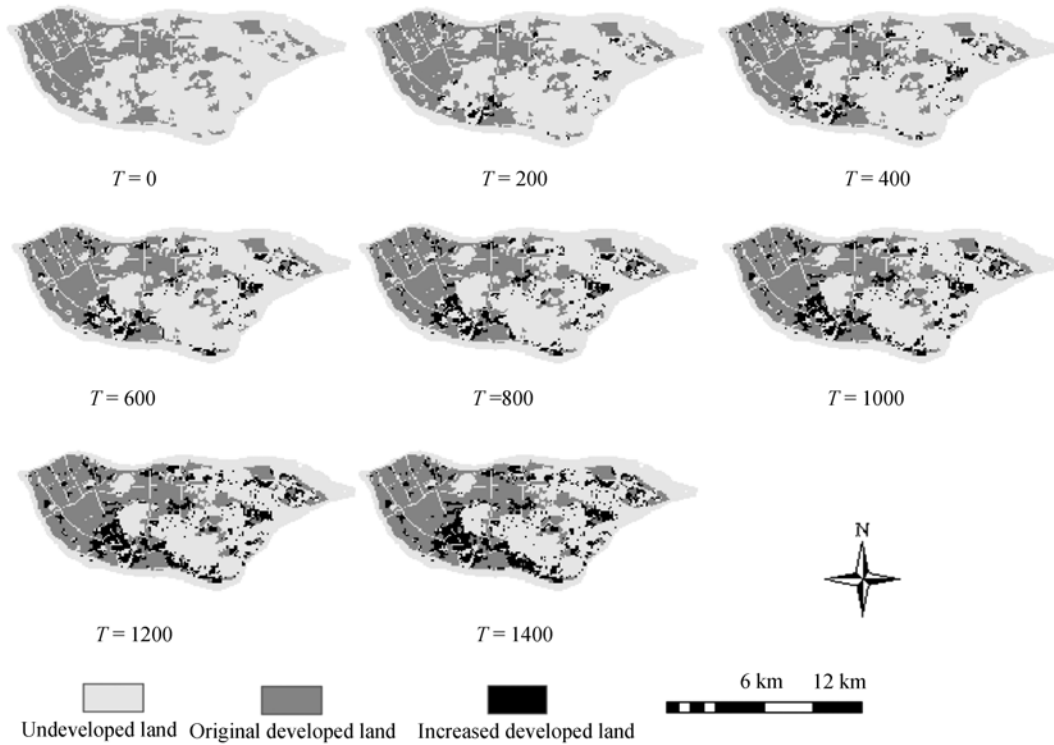 T = 0
T = 200
T = 400
T = 600
T =800
T = 1000
T = 1200
T = 1400
N
6 km 12 km
Undeveloped land Original developed land Increased developed land